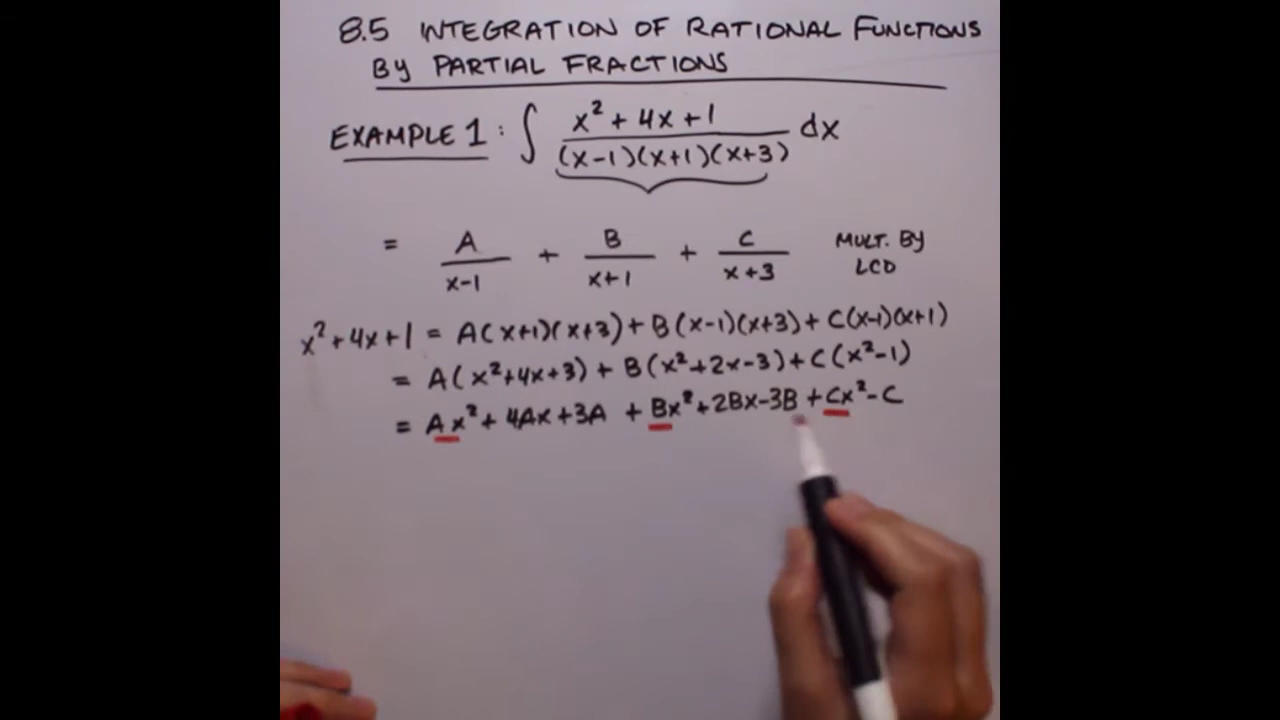 8.5 INTEGRATION OF RATIONAL FUNCTIONS
BY PARTIAL FRACTIONS
EXAMPLE 1: ∫ (x² + 4x + 1)/((x-1)(x+1)(x+3)) dx
= A/(x-1) + B/(x+1) + C/(x+3) MULT. BY LCD
x²+4x+1 = A(x+1)(x+3) + B(x-1)(x+3) + C(x-1)(x+1)
= A(x²+4x+3) + B(x²+2x-3) + C(x²-1)
= Ax² + 4Ax + 3A + Bx² + 2Bx - 3B + Cx² - C